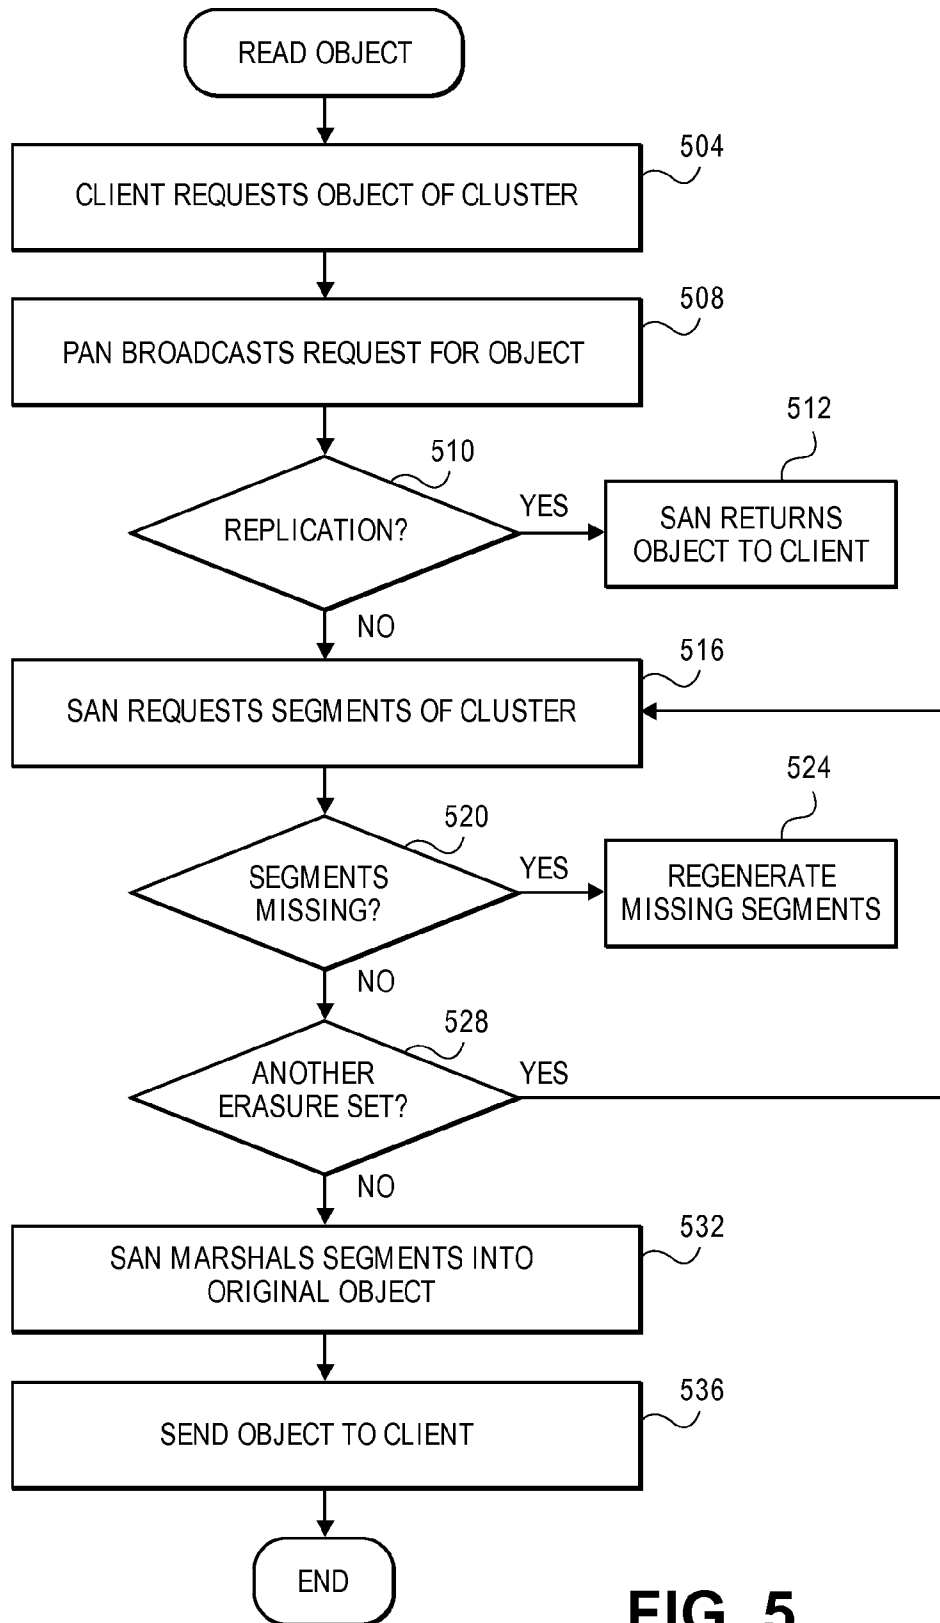 READ OBJECT
504
CLIENT REQUESTS OBJECT OF CLUSTER
508
PAN BROADCASTS REQUEST FOR OBJECT
510
REPLICATION?
YES
512
SAN RETURNS
OBJECT TO CLIENT
NO
516
SAN REQUESTS SEGMENTS OF CLUSTER
520
SEGMENTS
MISSING?
YES
524
REGENERATE
MISSING SEGMENTS
NO
528
ANOTHER
ERASURE SET?
YES
NO
532
SAN MARSHALS SEGMENTS INTO
ORIGINAL OBJECT
536
SEND OBJECT TO CLIENT
END
FIG. 5